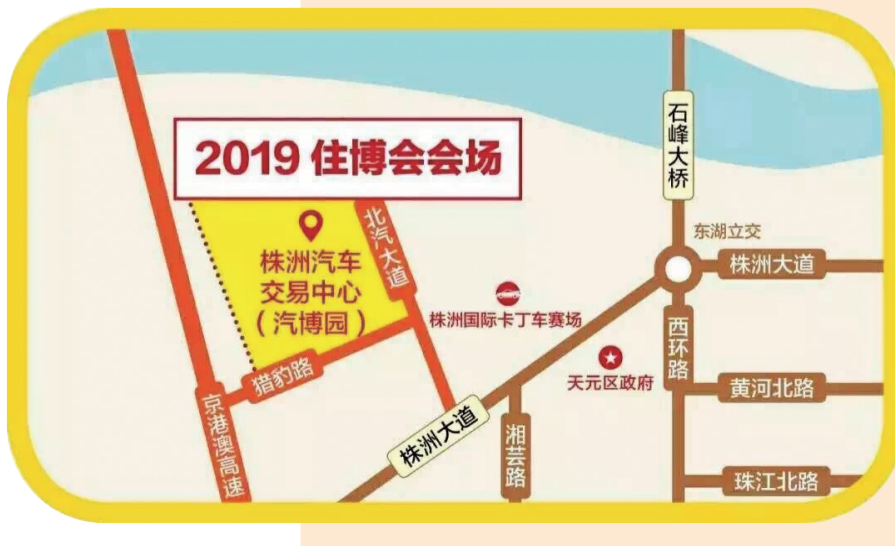 2019 住博会会场
石峰大桥
东湖立交
株洲大道
北汽大道
株洲汽车
交易中心
（汽博园）
株洲国际卡丁车赛场
西环路
天元区政府
猎豹路
黄河北路
京港澳高速
株洲大道
湘芸路
珠江北路